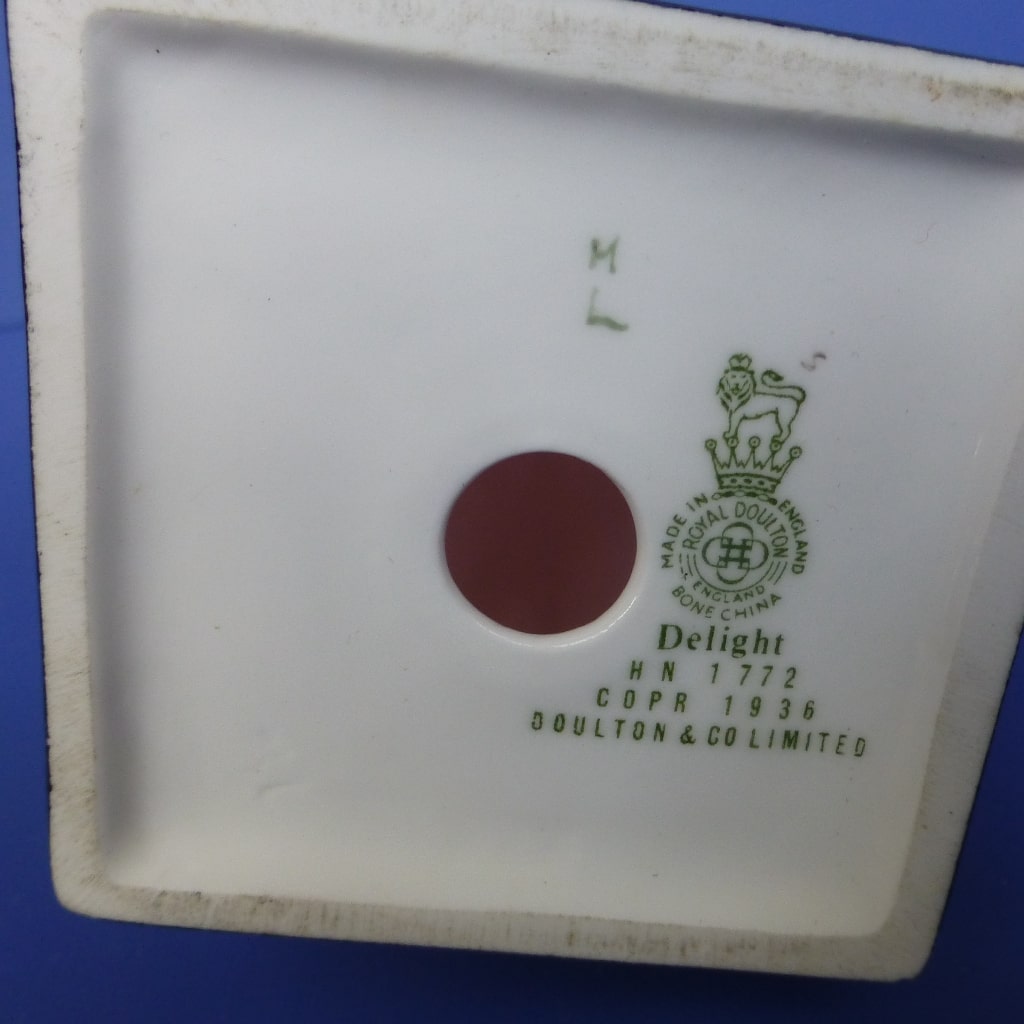 M
L
MADE IN ENGLAND
ROYAL DOULTON
ENGLAND
BONE CHINA
Delight
HN 1772
COPR 1936
DOULTON & CO LIMITED